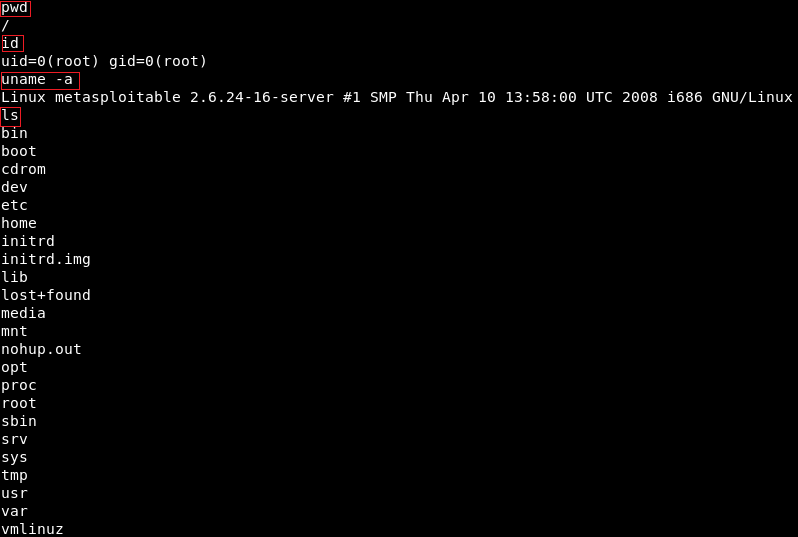 pwd
/
id
uid=0(root) gid=0(root)
uname -a
Linux metasploitable 2.6.24-16-server #1 SMP Thu Apr 10 13:58:00 UTC 2008 i686 GNU/Linux
ls
bin
boot
cdrom
dev
etc
home
initrd
initrd.img
lib
lost+found
media
mnt
nohup.out
opt
proc
root
sbin
srv
sys
tmp
usr
var
vmlinuz